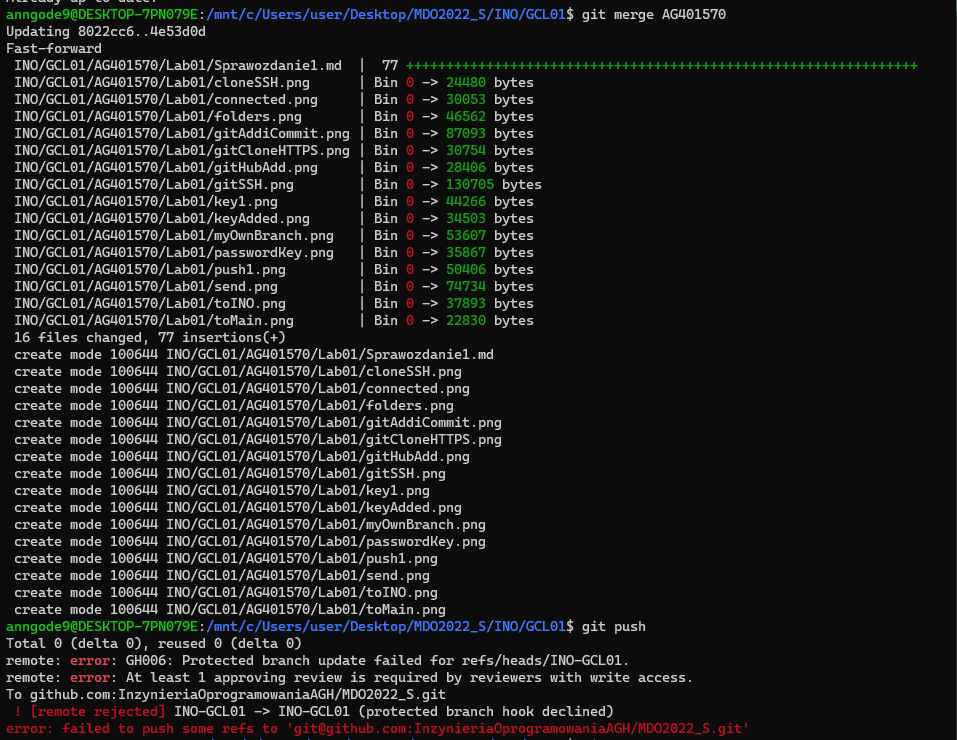 Already up to date.
anngode9@DESKTOP-7PN079E:/mnt/c/Users/user/Desktop/MDO2022_S/INO/GCL01$ git merge AG401570
Updating 8022cc6..4e53d0d
Fast-forward
 INO/GCL01/AG401570/Lab01/Sprawozdanie1.md  |  77 ++++++++++++++++++++++++++++++++++++++++++++++++++++++++++++++++
 INO/GCL01/AG401570/Lab01/cloneSSH.png      | Bin 0 -> 24480 bytes
 INO/GCL01/AG401570/Lab01/connected.png     | Bin 0 -> 30053 bytes
 INO/GCL01/AG401570/Lab01/folders.png       | Bin 0 -> 46562 bytes
 INO/GCL01/AG401570/Lab01/gitAddiCommit.png | Bin 0 -> 87093 bytes
 INO/GCL01/AG401570/Lab01/gitCloneHTTPS.png | Bin 0 -> 30754 bytes
 INO/GCL01/AG401570/Lab01/gitHubAdd.png     | Bin 0 -> 28406 bytes
 INO/GCL01/AG401570/Lab01/gitSSH.png        | Bin 0 -> 130705 bytes
 INO/GCL01/AG401570/Lab01/key1.png          | Bin 0 -> 44266 bytes
 INO/GCL01/AG401570/Lab01/keyAdded.png      | Bin 0 -> 34503 bytes
 INO/GCL01/AG401570/Lab01/myOwnBranch.png   | Bin 0 -> 53607 bytes
 INO/GCL01/AG401570/Lab01/passwordKey.png   | Bin 0 -> 35867 bytes
 INO/GCL01/AG401570/Lab01/push1.png         | Bin 0 -> 50406 bytes
 INO/GCL01/AG401570/Lab01/send.png          | Bin 0 -> 74734 bytes
 INO/GCL01/AG401570/Lab01/toINO.png         | Bin 0 -> 37893 bytes
 INO/GCL01/AG401570/Lab01/toMain.png        | Bin 0 -> 22830 bytes
 16 files changed, 77 insertions(+)
 create mode 100644 INO/GCL01/AG401570/Lab01/Sprawozdanie1.md
 create mode 100644 INO/GCL01/AG401570/Lab01/cloneSSH.png
 create mode 100644 INO/GCL01/AG401570/Lab01/connected.png
 create mode 100644 INO/GCL01/AG401570/Lab01/folders.png
 create mode 100644 INO/GCL01/AG401570/Lab01/gitAddiCommit.png
 create mode 100644 INO/GCL01/AG401570/Lab01/gitCloneHTTPS.png
 create mode 100644 INO/GCL01/AG401570/Lab01/gitHubAdd.png
 create mode 100644 INO/GCL01/AG401570/Lab01/gitSSH.png
 create mode 100644 INO/GCL01/AG401570/Lab01/key1.png
 create mode 100644 INO/GCL01/AG401570/Lab01/keyAdded.png
 create mode 100644 INO/GCL01/AG401570/Lab01/myOwnBranch.png
 create mode 100644 INO/GCL01/AG401570/Lab01/passwordKey.png
 create mode 100644 INO/GCL01/AG401570/Lab01/push1.png
 create mode 100644 INO/GCL01/AG401570/Lab01/send.png
 create mode 100644 INO/GCL01/AG401570/Lab01/toINO.png
 create mode 100644 INO/GCL01/AG401570/Lab01/toMain.png
anngode9@DESKTOP-7PN079E:/mnt/c/Users/user/Desktop/MDO2022_S/INO/GCL01$ git push
Total 0 (delta 0), reused 0 (delta 0)
remote: error: GH006: Protected branch update failed for refs/heads/INO-GCL01.
remote: error: At least 1 approving review is required by reviewers with write access.
To github.com:InzynieriaOprogramowaniaAGH/MDO2022_S.git
 ! [remote rejected] INO-GCL01 -> INO-GCL01 (protected branch hook declined)
error: failed to push some refs to 'git@github.com:InzynieriaOprogramowaniaAGH/MDO2022_S.git'